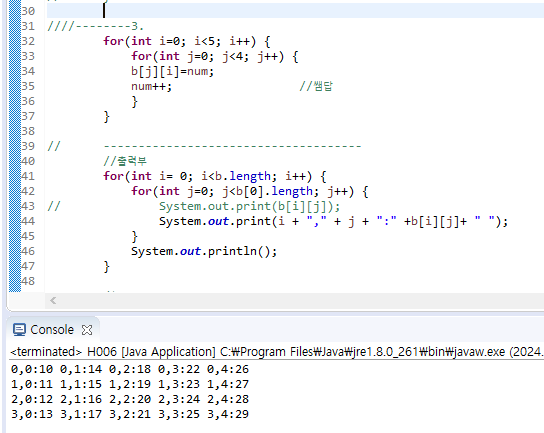 30
31 ////--------3.
32 for(int i=0; i<5; i++) {
33 for(int j=0; j<4; j++) {
34 b[j][i]=num;
35 num++; //쌤답
36 }
37 }
38
39 // -------------------------------------
40 //출력부
41 for(int i= 0; i<b.length; i++) {
42 for(int j=0; j<b[0].length; j++) {
43 // System.out.print(b[i][j]);
44 System.out.print(i + "," + j + ":" +b[i][j]+ " ");
45 }
46 System.out.println();
47 }
48
Console
<terminated> H006 [Java Application] C:₩Program Files₩Java₩jre1.8.0_261₩bin₩javaw.exe (2024.
0,0:10 0,1:14 0,2:18 0,3:22 0,4:26
1,0:11 1,1:15 1,2:19 1,3:23 1,4:27
2,0:12 2,1:16 2,2:20 2,3:24 2,4:28
3,0:13 3,1:17 3,2:21 3,3:25 3,4:29